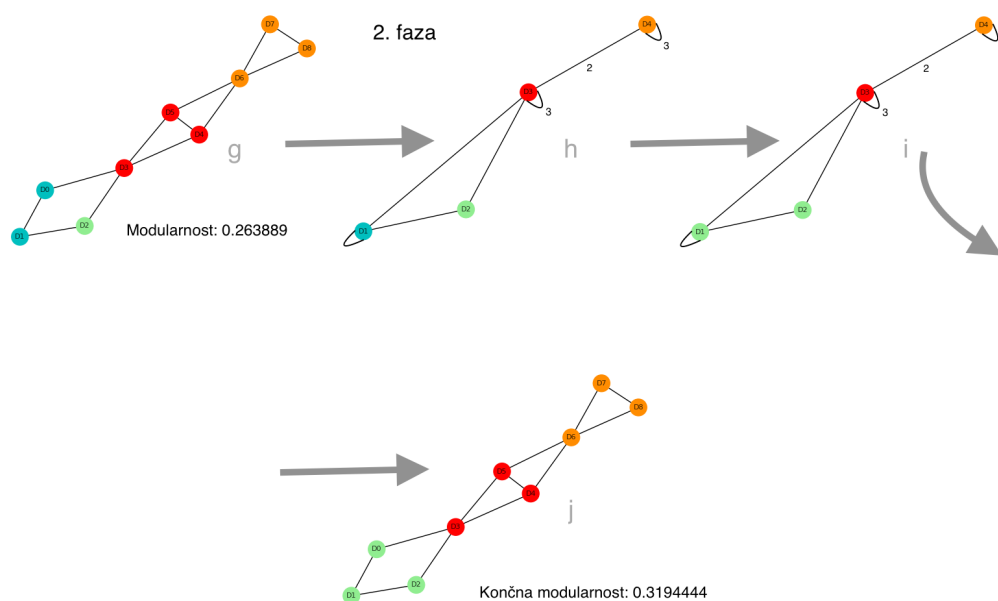 2. faza
D7
D8
D6
D5
D4
D3
D0
D2
D1
g
Modularnost: 0.263889
D4
3
2
D3
3
D2
D1
h
D4
2
D3
3
D2
D1
i
D7
D8
D6
D5
D4
D3
D0
D2
D1
j
Končna modularnost: 0.3194444